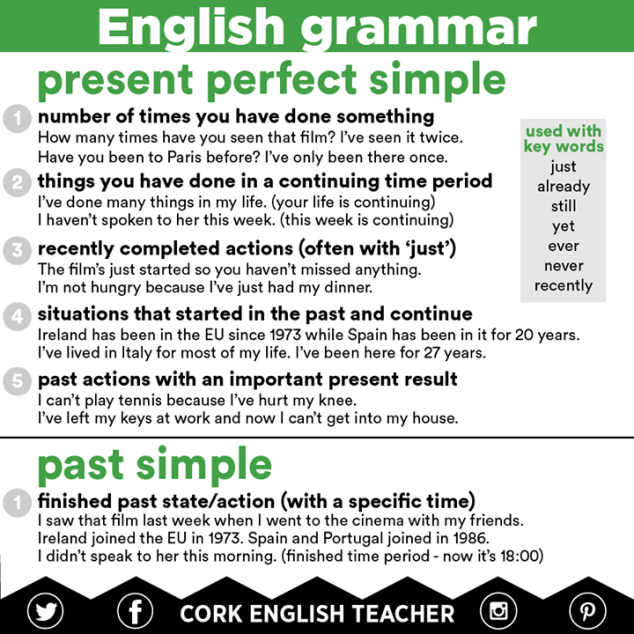 English grammar
present perfect simple
1 number of times you have done something
How many times have you seen that film? I've seen it twice.
Have you been to Paris before? I've only been there once.
2 things you have done in a continuing time period
I've done many things in my life. (your life is continuing)
I haven't spoken to her this week. (this week is continuing)
3 recently completed actions (often with ‘just’)
The film's just started so you haven't missed anything.
I'm not hungry because I've just had my dinner.
4 situations that started in the past and continue
Ireland has been in the EU since 1973 while Spain has been in it for 20 years.
I've lived in Italy for most of my life. I've been here for 27 years.
5 past actions with an important present result
I can't play tennis because I've hurt my knee.
I've left my keys at work and now I can't get into my house.
used with
key words
just
already
still
yet
ever
never
recently
past simple
1 finished past state/action (with a specific time)
I saw that film last week when I went to the cinema with my friends.
Ireland joined the EU in 1973. Spain and Portugal joined in 1986.
I didn't speak to her this morning. (finished time period - now it's 18:00)
CORK ENGLISH TEACHER